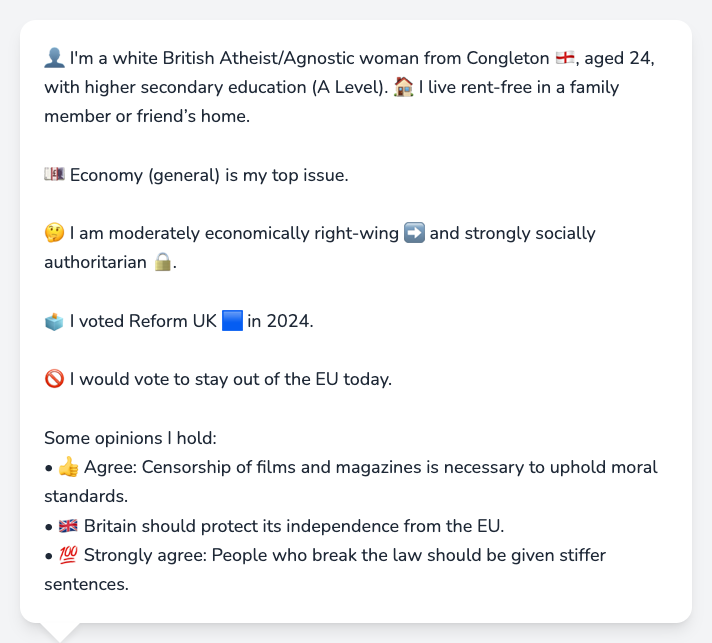 👤 I'm a white British Atheist/Agnostic woman from Congleton 🏴󠁧󠁢󠁥󠁮󠁧󠁿, aged 24,
with higher secondary education (A Level). 🏠 I live rent-free in a family
member or friend’s home.
💷 Economy (general) is my top issue.
🤔 I am moderately economically right-wing ➡️ and strongly socially
authoritarian 🔒.
🗳️ I voted Reform UK 🟦 in 2024.
🚫 I would vote to stay out of the EU today.
Some opinions I hold:
• 👍 Agree: Censorship of films and magazines is necessary to uphold moral
standards.
• 🇬🇧 Britain should protect its independence from the EU.
• 💯 Strongly agree: People who break the law should be given stiffer
sentences.